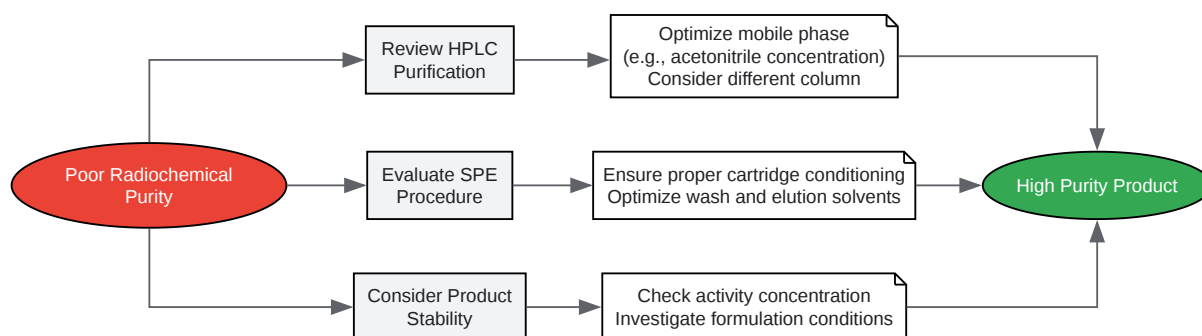 Poor Radiochemical
Purity
Review HPLC
Purification
Optimize mobile phase
(e.g., acetonitrile concentration)
Consider different column
Evaluate SPE
Procedure
Ensure proper cartridge conditioning
Optimize wash and elution solvents
Consider Product
Stability
Check activity concentration
Investigate formulation conditions
High Purity Product